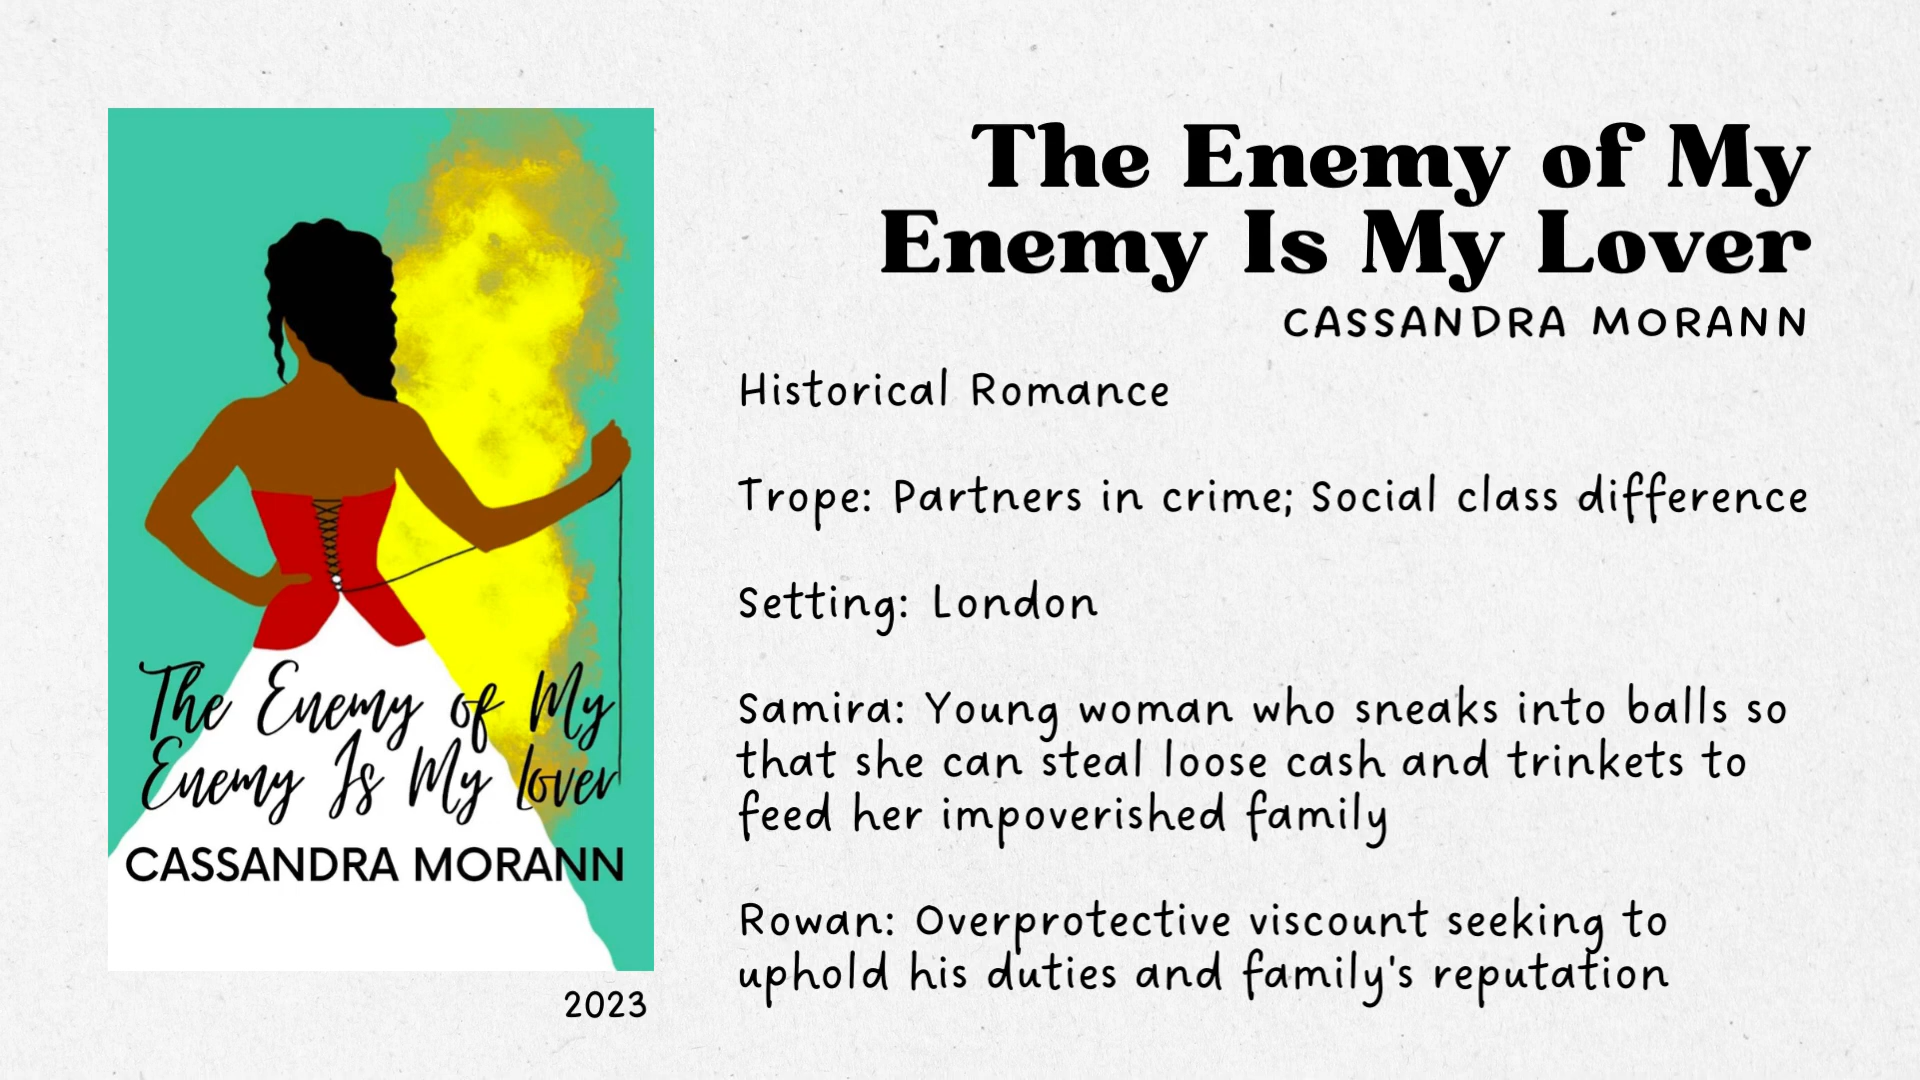 The Enemy of My
Enemy Is My lover
CASSANDRA MORANN
2023
The Enemy of My
Enemy Is My Lover
CASSANDRA MORANN
Historical Romance
Trope: Partners in crime; Social class difference
Setting: London
Samira: Young woman who sneaks into balls so
that she can steal loose cash and trinkets to
feed her impoverished family
Rowan: Overprotective viscount seeking to
uphold his duties and family's reputation